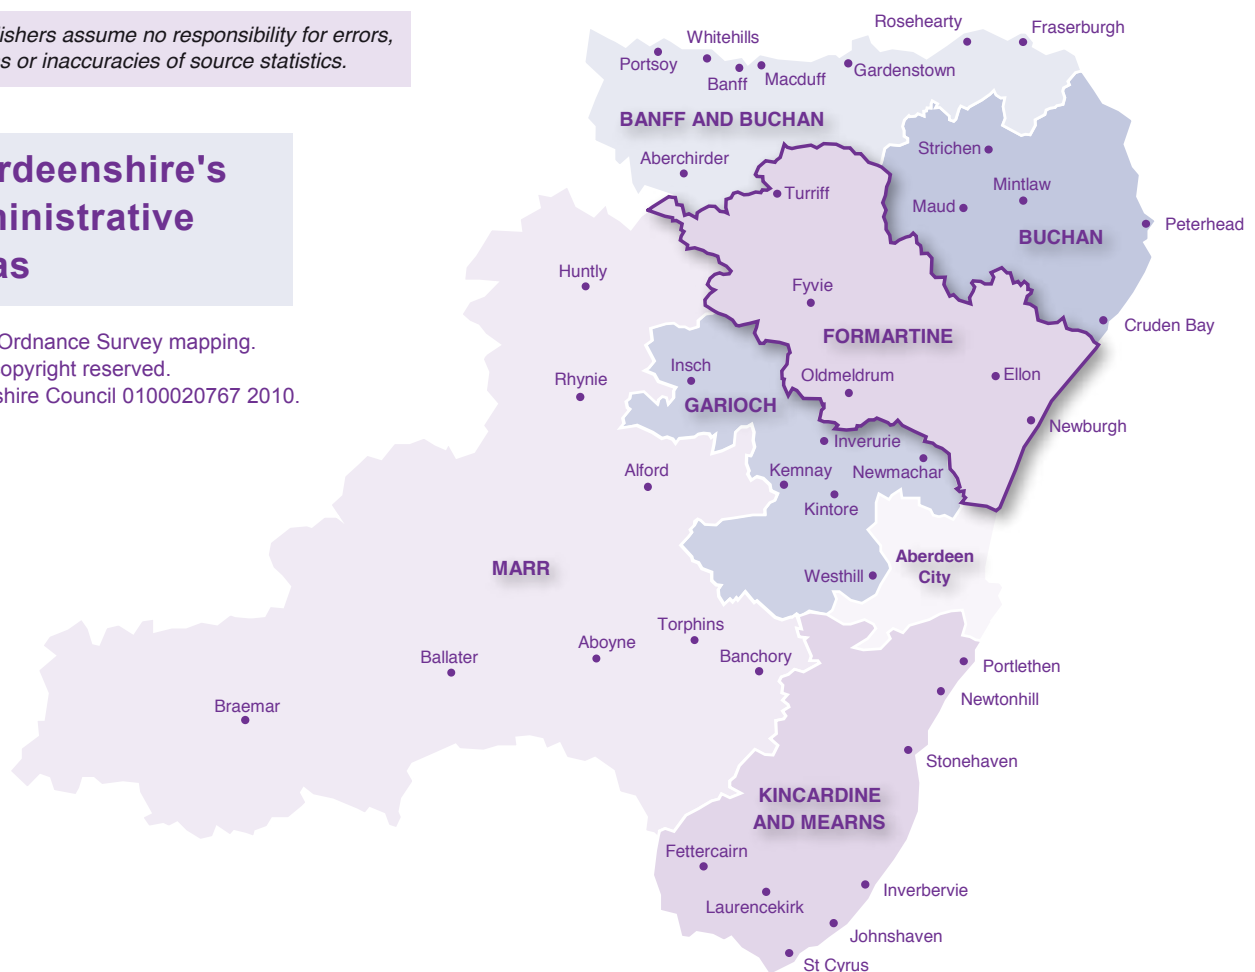 lishers assume no responsibility for errors,
s or inaccuracies of source statistics.
rdeenshire's
ministrative
as
Ordnance Survey mapping.
opyright reserved.
shire Council 0100020767 2010.
Rosehearty
Fraserburgh
Whitehills
Portsoy
Banff
Macduff
Gardenstown
BANFF AND BUCHAN
Aberchirder
Strichen
Mintlaw
Maud
BUCHAN
Peterhead
Turriff
Huntly
Fyvie
Cruden Bay
FORMARTINE
Insch
Rhynie
Oldmeldrum
Ellon
GARIOCH
Newburgh
Inverurie
Alford
Kemnay
Newmachar
Kintore
MARR
Aberdeen
City
Westhill
Torphins
Aboyne
Ballater
Banchory
Portlethen
Newtonhill
Braemar
Stonehaven
KINCARDINE
AND MEARNS
Fettercairn
Inverbervie
Laurencekirk
Johnshaven
St Cyrus